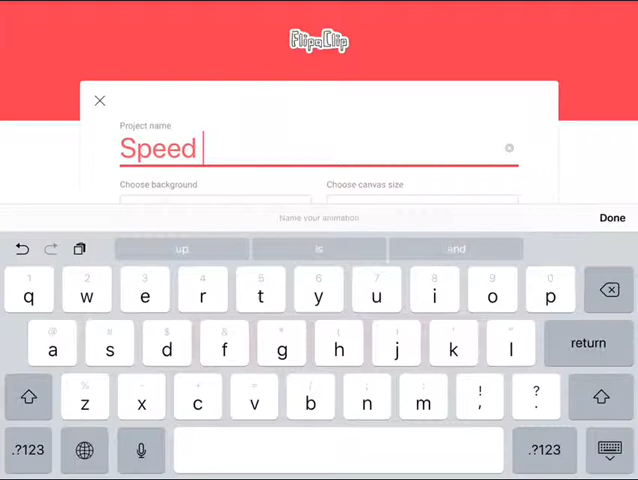 FlipaClip
Project name
Speed
Choose background Choose canvas size
Name your animation Done
up is and
1 2 3 4 5 6 7 8 9 0
q w e r t y u i o p
@ # $ & * ( ) ' "
a s d f g h j k l return
% - + = / ; : ! ?
z x c v b n m , .
.?123 .?123